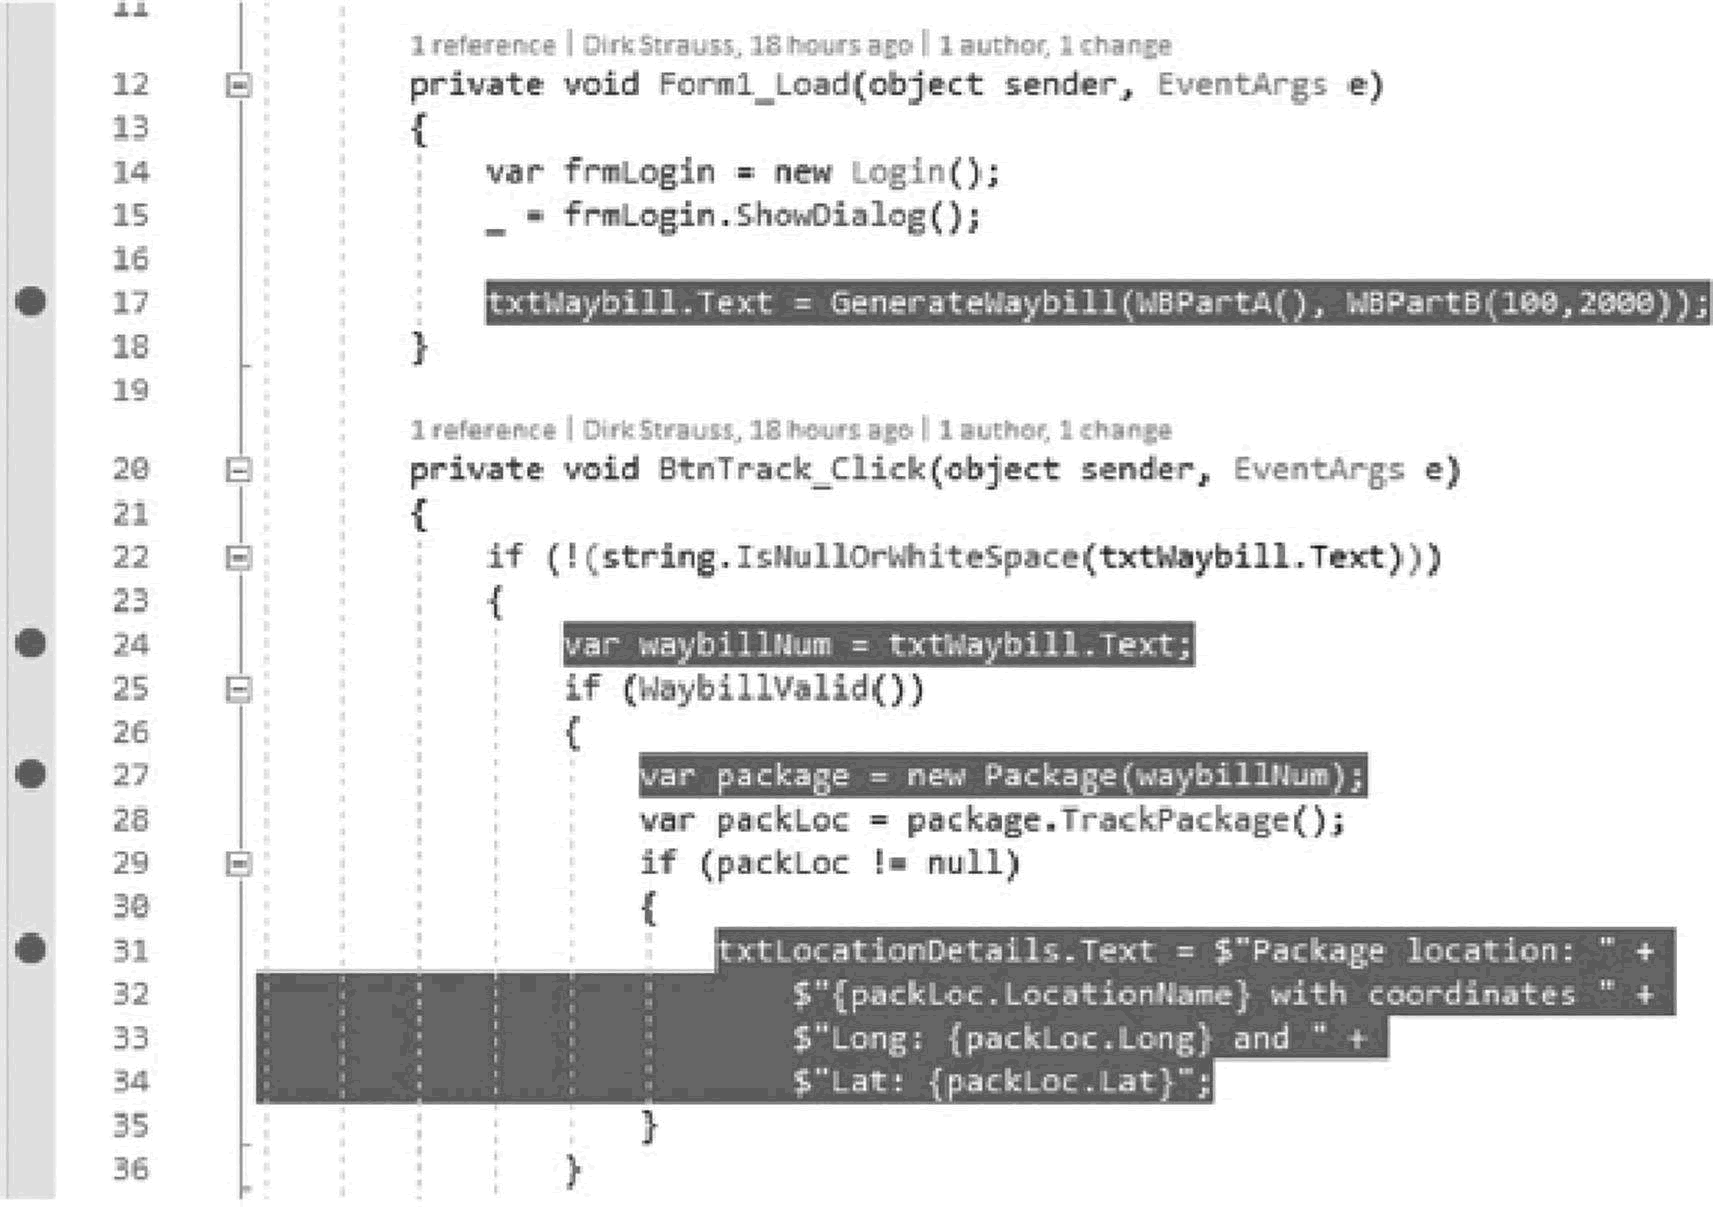 11
1 reference | Dirk Strauss, 18 hours ago | 1 author, 1 change
12 private void Form1_Load(object sender, EventArgs e)
13 {
14 var frmLogin = new Login();
15 _ = frmLogin.ShowDialog();
16
17 txtWaybill.Text = GenerateWaybill(WBPartA(), WBPartB(100,2000));
18 }
19
1 reference | Dirk Strauss, 18 hours ago | 1 author, 1 change
20 private void BtnTrack_Click(object sender, EventArgs e)
21 {
22 if (!(string.IsNullOrWhiteSpace(txtWaybill.Text)))
23 {
24 var waybillNum = txtWaybill.Text;
25 if (WaybillValid())
26 {
27 var package = new Package(waybillNum);
28 var packLoc = package.TrackPackage();
29 if (packLoc != null)
30 {
31 txtLocationDetails.Text = $"Package location: " +
32 $"{packLoc.LocationName} with coordinates " +
33 $"Long: {packLoc.Long} and " +
34 $"Lat: {packLoc.Lat}";
35 }
36 }